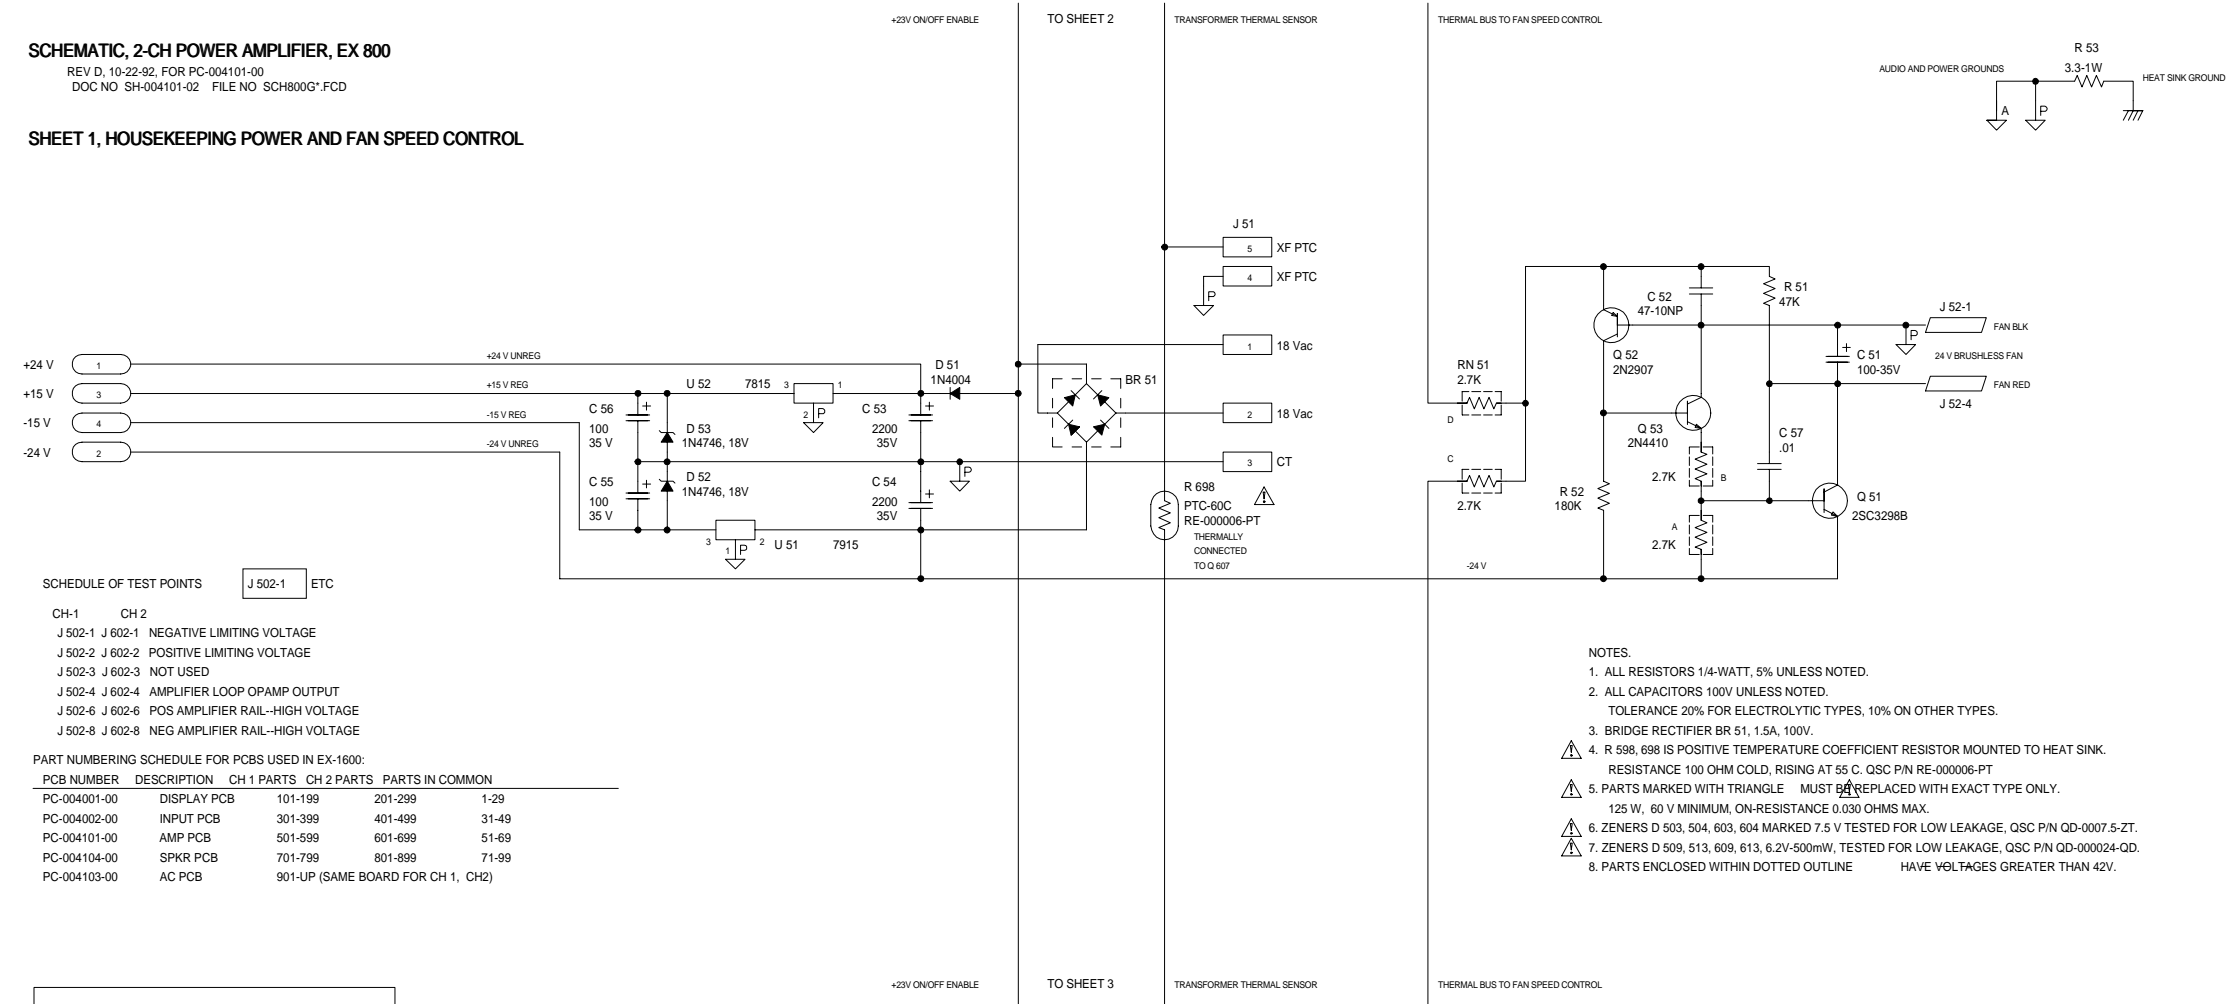 +23V ON/OFF ENABLE
TO SHEET 2
TRANSFORMER THERMAL SENSOR
THERMAL BUS TO FAN SPEED CONTROL
SCHEMATIC, 2-CH POWER AMPLIFIER, EX 800
REV D, 10-22-92, FOR PC-004101-00
DOC NO SH-004101-02 FILE NO SCH800G*.FCD
SHEET 1, HOUSEKEEPING POWER AND FAN SPEED CONTROL
R 53
3.3-1W
AUDIO AND POWER GROUNDS
HEAT SINK GROUND
A
P
J 51
5 XF PTC
4 XF PTC
P
1 18 Vac
2 18 Vac
3 CT
+24 V 1
+15 V 3
-15 V 4
-24 V 2
+24 V UNREG
+15 V REG
-15 V REG
-24 V UNREG
U 52 7815
3
1
2
P
D 51
1N4004
BR 51
C 56
100
35 V
D 53
1N4746, 18V
C 53
2200
35V
C 55
100
35 V
D 52
1N4746, 18V
C 54
2200
35V
P
3
1
P
2
U 51 7915
R 698
PTC-60C
RE-000006-PT
THERMALLY
CONNECTED
TO Q 607
RN 51
2.7K
D
C
2.7K
-24 V
C 52
47-10NP
R 51
47K
Q 52
2N2907
Q 53
2N4410
2.7K
B
A
2.7K
R 52
180K
C 57
.01
Q 51
2SC3298B
C 51
100-35V
P
J 52-1
FAN BLK
24 V BRUSHLESS FAN
FAN RED
J 52-4
SCHEDULE OF TEST POINTS J 502-1 ETC
CH-1 CH 2
J 502-1 J 602-1 NEGATIVE LIMITING VOLTAGE
J 502-2 J 602-2 POSITIVE LIMITING VOLTAGE
J 502-3 J 602-3 NOT USED
J 502-4 J 602-4 AMPLIFIER LOOP OPAMP OUTPUT
J 502-6 J 602-6 POS AMPLIFIER RAIL--HIGH VOLTAGE
J 502-8 J 602-8 NEG AMPLIFIER RAIL--HIGH VOLTAGE
PART NUMBERING SCHEDULE FOR PCBS USED IN EX-1600:
PCB NUMBER DESCRIPTION CH 1 PARTS CH 2 PARTS PARTS IN COMMON
PC-004001-00 DISPLAY PCB 101-199 201-299 1-29
PC-004002-00 INPUT PCB 301-399 401-499 31-49
PC-004101-00 AMP PCB 501-599 601-699 51-69
PC-004104-00 SPKR PCB 701-799 801-899 71-99
PC-004103-00 AC PCB 901-UP (SAME BOARD FOR CH 1, CH2)
NOTES.
1. ALL RESISTORS 1/4-WATT, 5% UNLESS NOTED.
2. ALL CAPACITORS 100V UNLESS NOTED.
TOLERANCE 20% FOR ELECTROLYTIC TYPES, 10% ON OTHER TYPES.
3. BRIDGE RECTIFIER BR 51, 1.5A, 100V.
4. R 598, 698 IS POSITIVE TEMPERATURE COEFFICIENT RESISTOR MOUNTED TO HEAT SINK.
RESISTANCE 100 OHM COLD, RISING AT 55 C. QSC P/N RE-000006-PT
5. PARTS MARKED WITH TRIANGLE MUST BE REPLACED WITH EXACT TYPE ONLY.
125 W, 60 V MINIMUM, ON-RESISTANCE 0.030 OHMS MAX.
6. ZENERS D 503, 504, 603, 604 MARKED 7.5 V TESTED FOR LOW LEAKAGE, QSC P/N QD-0007.5-ZT.
7. ZENERS D 509, 513, 609, 613, 6.2V-500mW, TESTED FOR LOW LEAKAGE, QSC P/N QD-000024-QD.
8. PARTS ENCLOSED WITHIN DOTTED OUTLINE HAVE VOLTAGES GREATER THAN 42V.
+23V ON/OFF ENABLE
TO SHEET 3
TRANSFORMER THERMAL SENSOR
THERMAL BUS TO FAN SPEED CONTROL